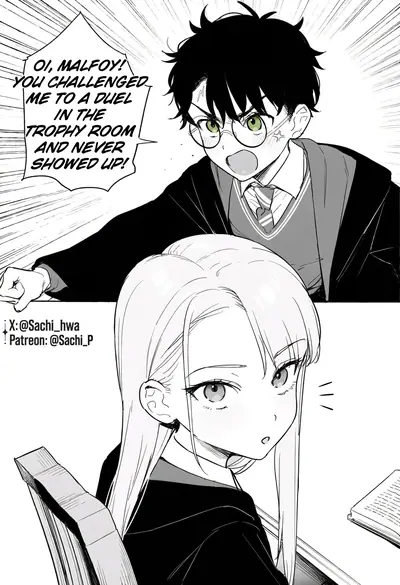 OI, MALFOY!
YOU CHALLENGED
ME TO A DUEL
IN THE
TROPHY ROOM
AND NEVER
SHOWED UP!
X:@Sachi_hwa
Patreon: @Sachi_P